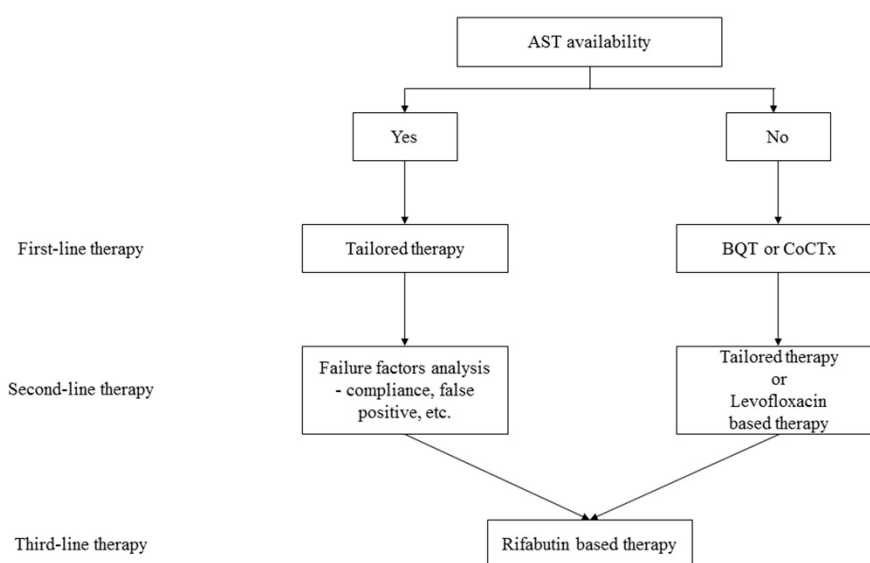 AST availability
Yes
No
First-line therapy
Tailored therapy
BQT or CoCTx
Second-line therapy
Failure factors analysis
- compliance, false
positive, etc.
Tailored therapy
or
Levofloxacin
based therapy
Third-line therapy
Rifabutin based therapy